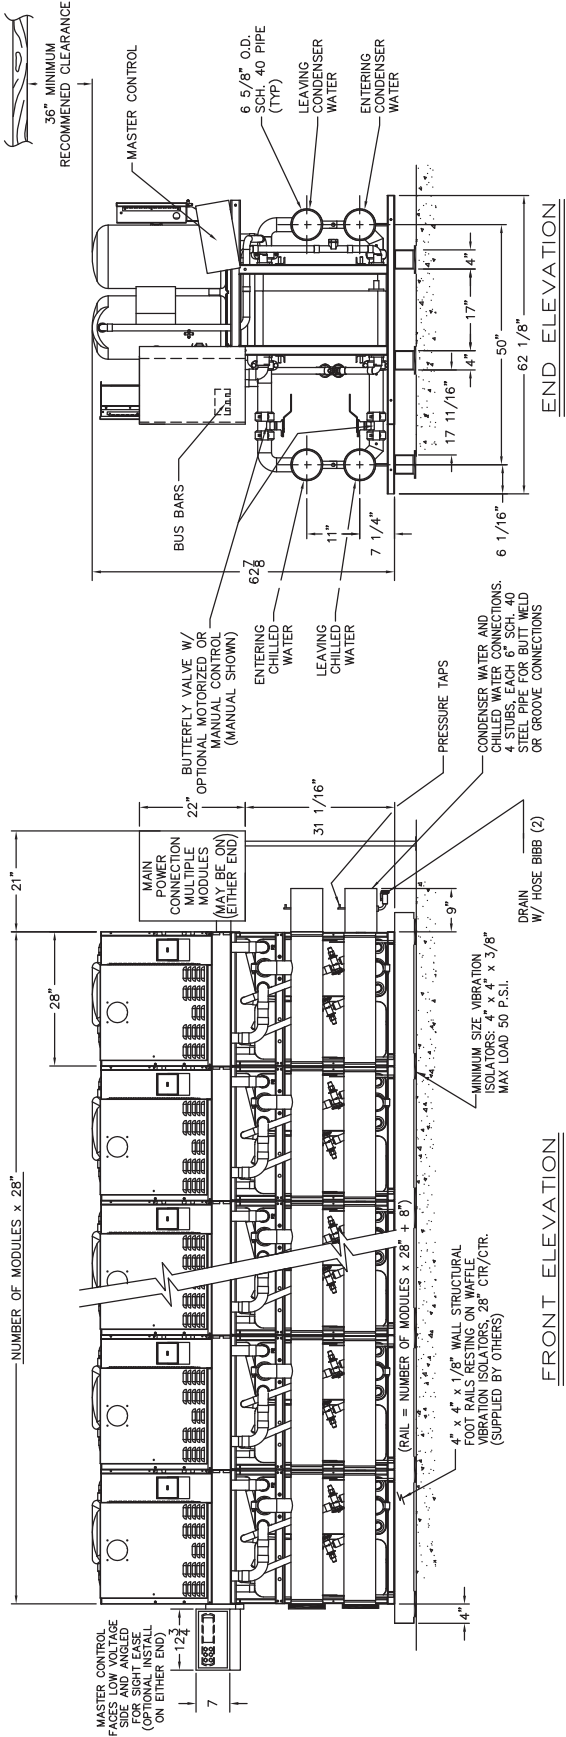 NUMBER OF MODULES x 28"
21"
28"
MASTER CONTROL
FACES LOW VOLTAGE
SIDE AND ANGLED
FOR SIGHT EASE
(OPTIONAL INSTALL
ON EITHER END)
12 3/4
7
4"
MAIN
POWER
CONNECTION
MULTIPLE
MODULES
(MAY BE ON
EITHER END)
22"
31 1/16"
9"
PRESSURE TAPS
CONDENSER WATER AND
CHILLED WATER CONNECTIONS.
4 STUBS, EACH 6" SCH. 40
STEEL PIPE FOR BUTT WELD
OR GROOVE CONNECTIONS
DRAIN
W/ HOSE BIBB (2)
MINIMUM SIZE VIBRATION
ISOLATORS: 4" x 4" x 3/8"
MAX LOAD 50 P.S.I.
(RAIL = NUMBER OF MODULES x 28" + 8")
4" x 4" x 1/8" WALL STRUCTURAL
FOOT RAILS RESTING ON WAFFLE
VIBRATION ISOLATORS, 28" CTR/CTR.
(SUPPLIED BY OTHERS)
FRONT ELEVATION
36" MINIMUM
RECOMMENED CLEARANCE
MASTER CONTROL
6 5/8" O.D.
SCH. 40 PIPE
(TYP)
LEAVING
CONDENSER
WATER
ENTERING
CONDENSER
WATER
BUS BARS
BUTTERFLY VALVE W/
OPTIONAL MOTORIZED OR
MANUAL CONTROL
(MANUAL SHOWN)
ENTERING
CHILLED
WATER
LEAVING
CHILLED
WATER
62 7/8
11"
7 1/4"
6 1/16"
17 11/16"
4"
17"
4"
50"
62 1/8"
END ELEVATION